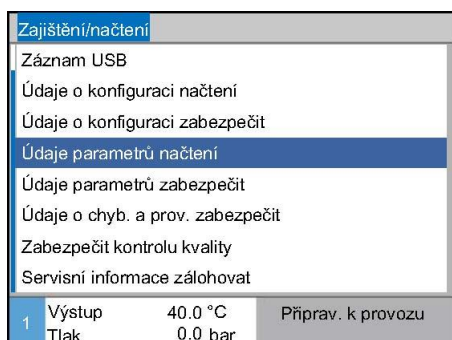 Zajištění/načtení
Záznam USB
Údaje o konfiguraci načtení
Údaje o konfiguraci zabezpečit
Údaje parametrů načtení
Údaje parametrů zabezpečit
Údaje o chyb. a prov. zabezpečit
Zabezpečit kontrolu kvality
Servisní informace zálohovat
1 Výstup 40.0 °C Připrav. k provozu
Tlak 0.0 bar